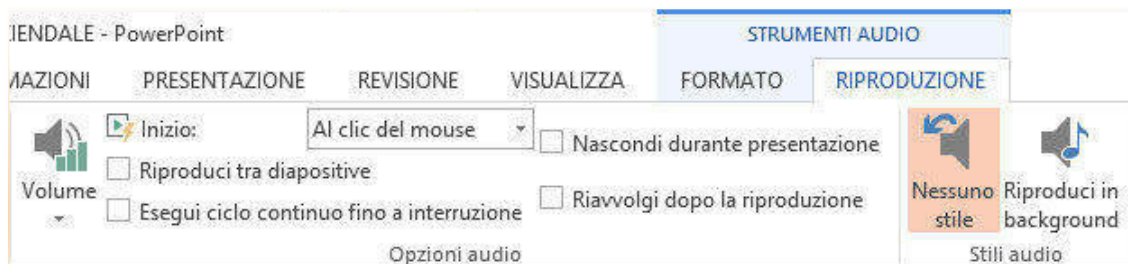 IENDALE - PowerPoint
STRUMENTI AUDIO
MAZIONI PRESENTAZIONE REVISIONE VISUALIZZA FORMATO RIPRODUZIONE
Inizio: Al clic del mouse
Riproduci tra diapositive
Esegui ciclo continuo fino a interruzione
Volume
Nascondi durante presentazione
Riavvolgi dopo la riproduzione
Opzioni audio
Nessuno
stile
Riproduci in
background
Stili audio